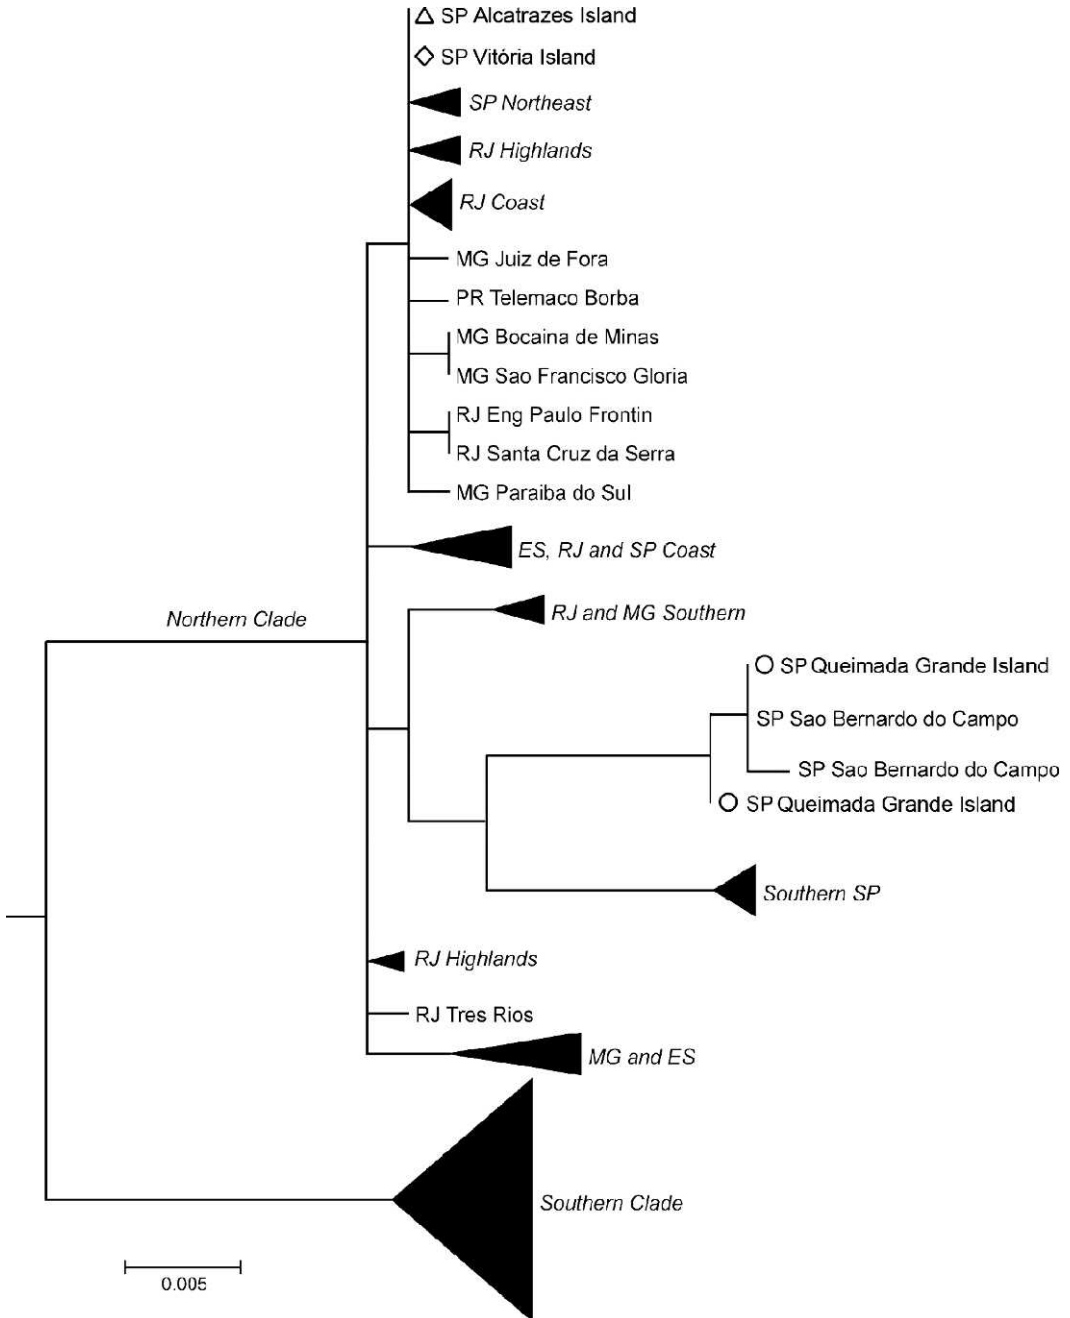 SP Alcatrazes Island
SP Vitória Island
SP Northeast
RJ Highlands
RJ Coast
MG Juiz de Fora
PR Telemaco Borba
MG Bocaina de Minas
MG Sao Francisco Gloria
RJ Eng Paulo Frontin
RJ Santa Cruz da Serra
MG Paraiba do Sul
ES, RJ and SP Coast
RJ and MG Southern
Northern Clade
SP Queimada Grande Island
SP Sao Bernardo do Campo
SP Sao Bernardo do Campo
SP Queimada Grande Island
Southern SP
RJ Highlands
RJ Tres Rios
MG and ES
Southern Clade
0.005